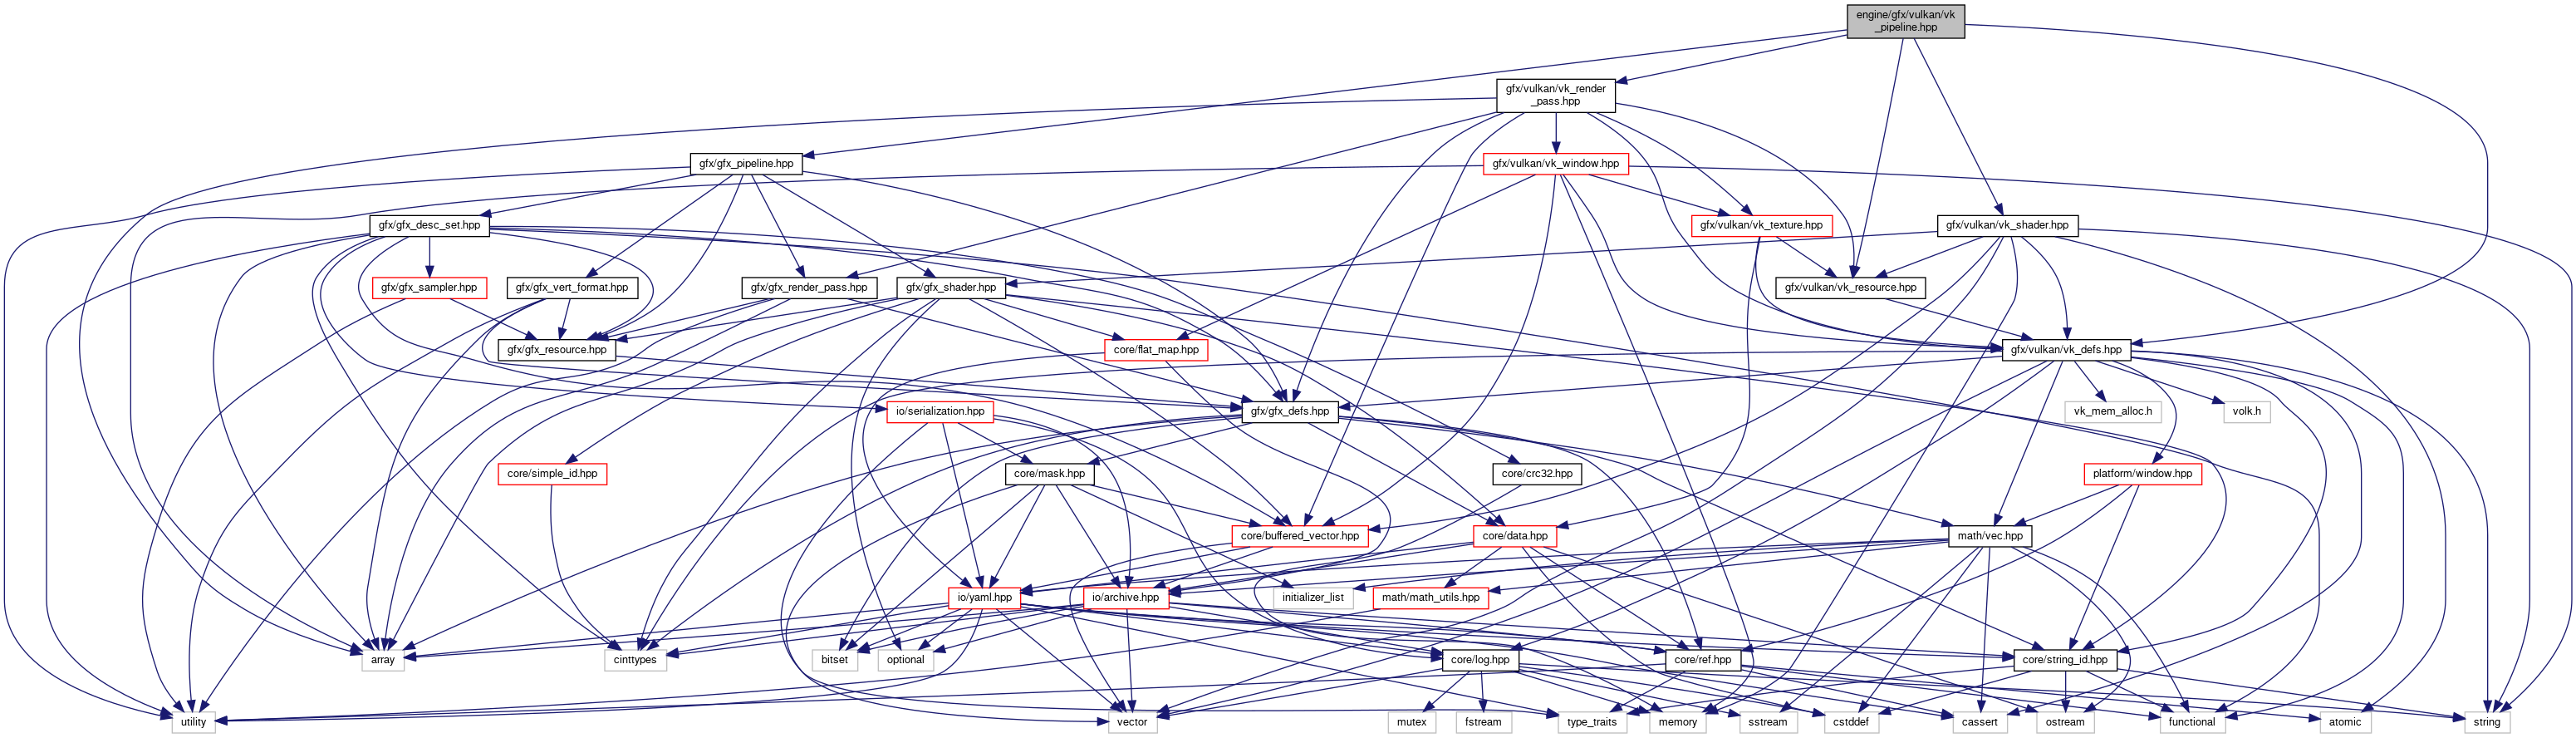 engine/gfx/vulkan/vk
_pipeline.hpp
gfx/vulkan/vk_render
_pass.hpp
gfx/gfx_pipeline.hpp
gfx/vulkan/vk_window.hpp
gfx/gfx_desc_set.hpp
gfx/vulkan/vk_texture.hpp
gfx/vulkan/vk_shader.hpp
gfx/gfx_sampler.hpp
gfx/gfx_vert_format.hpp
gfx/gfx_render_pass.hpp
gfx/gfx_shader.hpp
gfx/vulkan/vk_resource.hpp
gfx/gfx_resource.hpp
core/flat_map.hpp
gfx/vulkan/vk_defs.hpp
io/serialization.hpp
gfx/gfx_defs.hpp
vk_mem_alloc.h
volk.h
core/simple_id.hpp
core/mask.hpp
core/crc32.hpp
platform/window.hpp
core/buffered_vector.hpp
core/data.hpp
math/vec.hpp
io/yaml.hpp
io/archive.hpp
initializer_list
math/math_utils.hpp
array
cinttypes
bitset
optional
core/log.hpp
core/ref.hpp
core/string_id.hpp
utility
vector
mutex
fstream
type_traits
memory
sstream
cstddef
cassert
ostream
functional
atomic
string